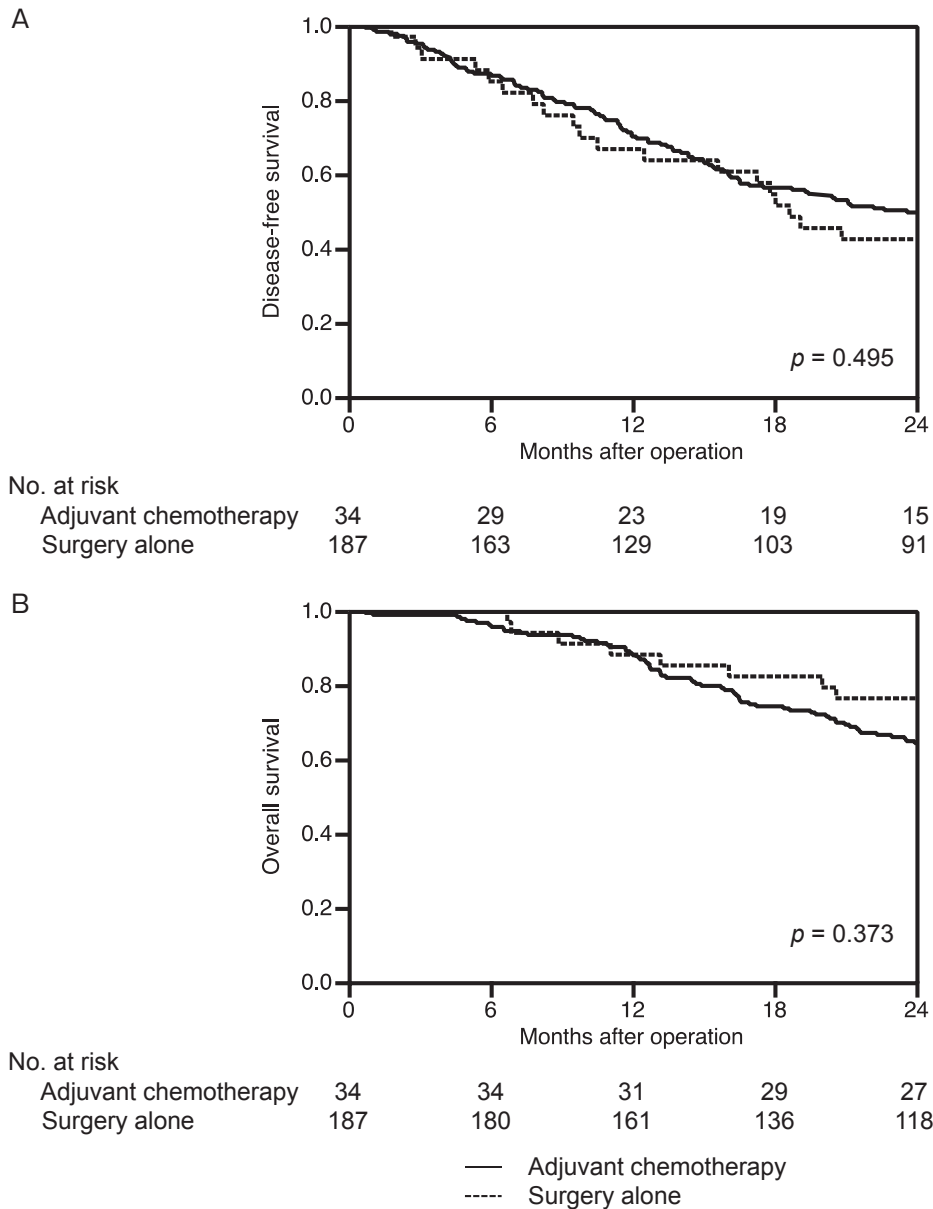 A
Disease-free survival
1.0
0.8
0.6
0.4
0.2
0.0
p = 0.495
0 6 12 18 24
Months after operation
No. at risk
Adjuvant chemotherapy 34 29 23 19 15
Surgery alone 187 163 129 103 91
B
Overall survival
1.0
0.8
0.6
0.4
0.2
0.0
p = 0.373
0 6 12 18 24
Months after operation
No. at risk
Adjuvant chemotherapy 34 34 31 29 27
Surgery alone 187 180 161 136 118
Adjuvant chemotherapy
Surgery alone